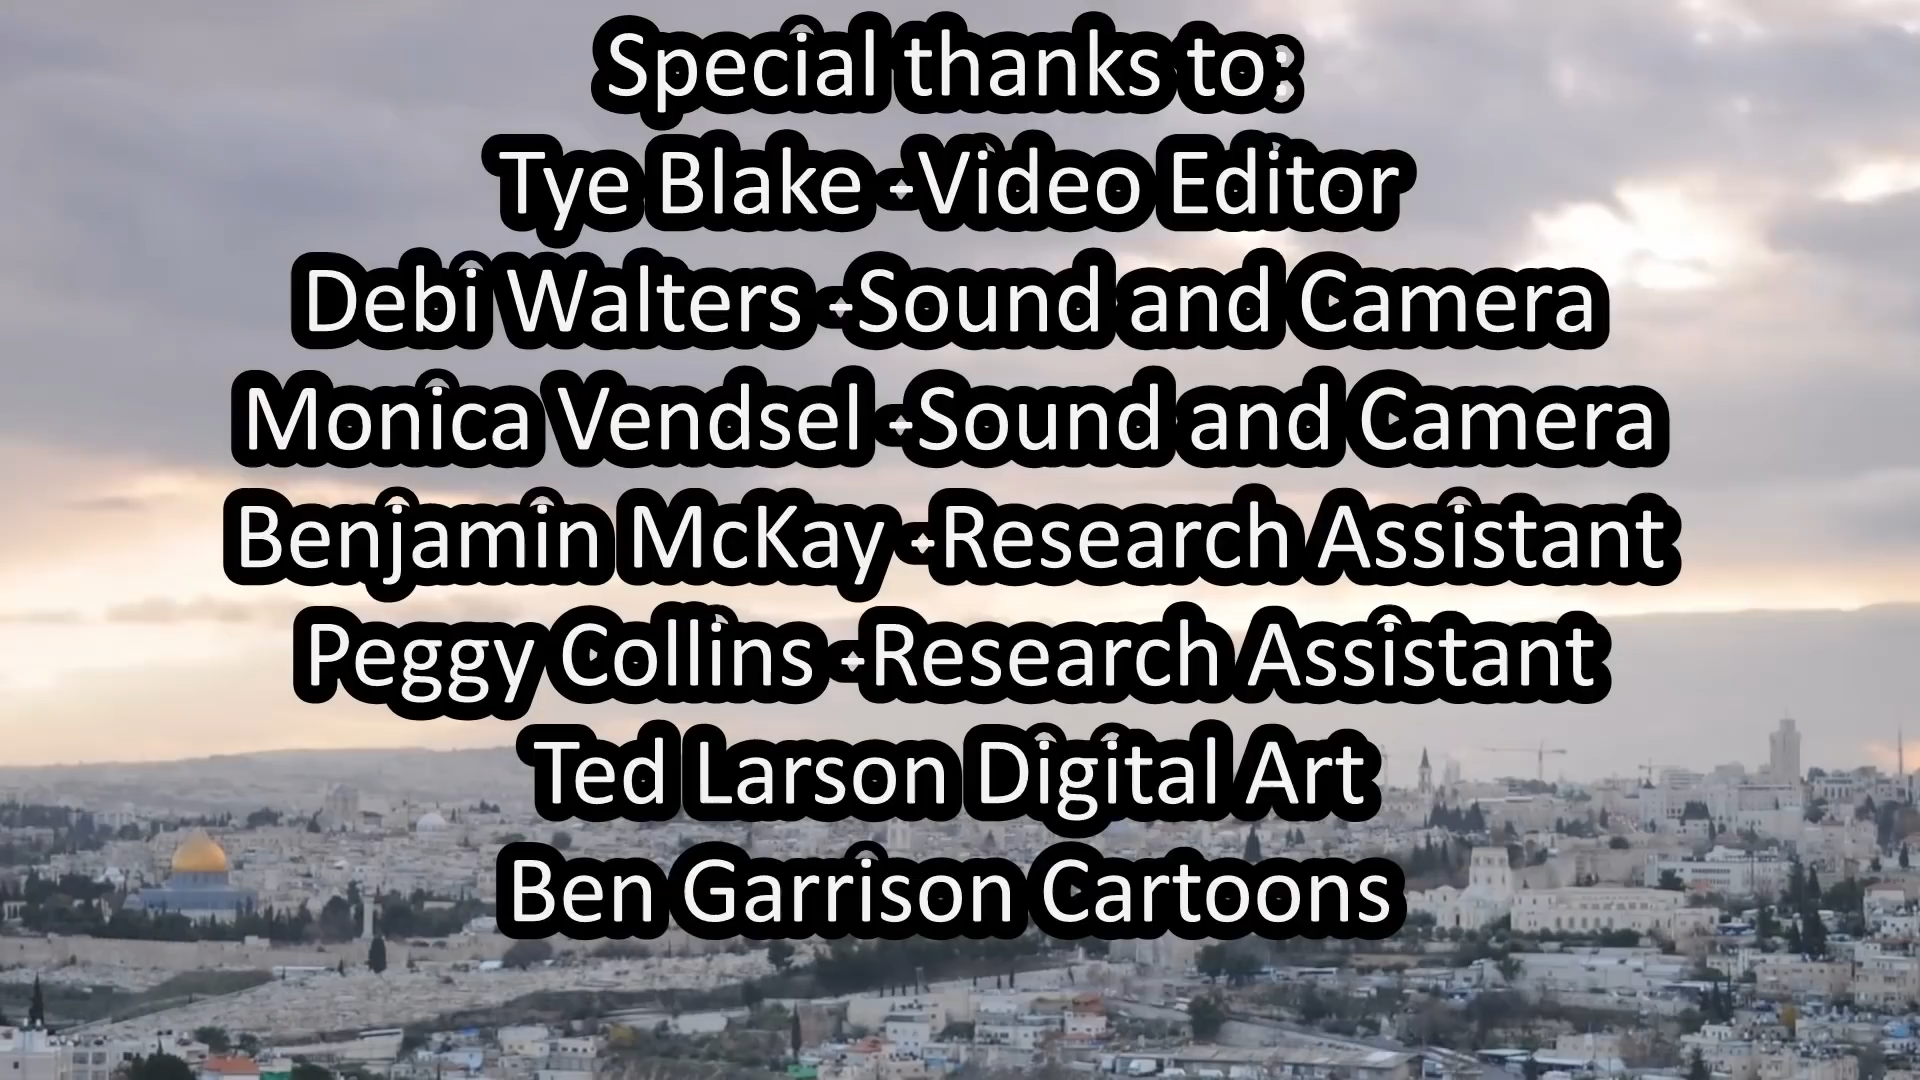 Special thanks to:
Tye Blake -Video Editor
Debi Walters -Sound and Camera
Monica Vendsel -Sound and Camera
Benjamin McKay -Research Assistant
Peggy Collins -Research Assistant
Ted Larson Digital Art
Ben Garrison Cartoons